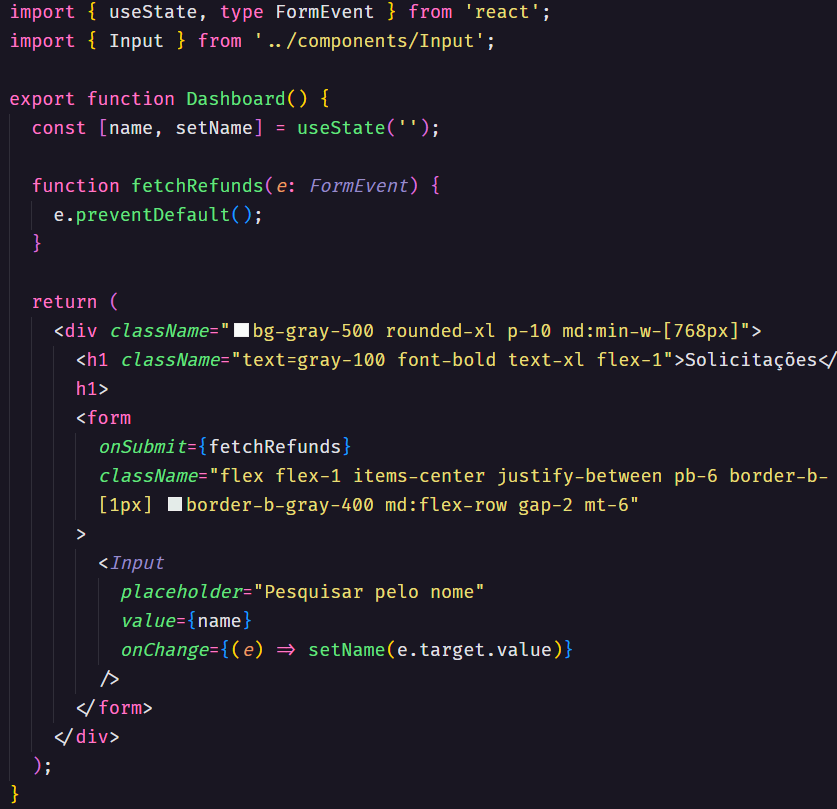 import { useState, type FormEvent } from 'react';
import { Input } from '../components/Input';
export function Dashboard() {
const [name, setName] = useState('');
function fetchRefunds(e: FormEvent) {
e.preventDefault();
}
return (
<div className="bg-gray-500 rounded-xl p-10 md:min-w-[768px]">
<h1 className="text=gray-100 font-bold text-xl flex-1">Solicitações</
h1>
<form
onSubmit={fetchRefunds}
className="flex flex-1 items-center justify-between pb-6 border-b-
[1px] border-b-gray-400 md:flex-row gap-2 mt-6"
>
<Input
placeholder="Pesquisar pelo nome"
value={name}
onChange={(e) => setName(e.target.value)}
/>
</form>
</div>
);
}